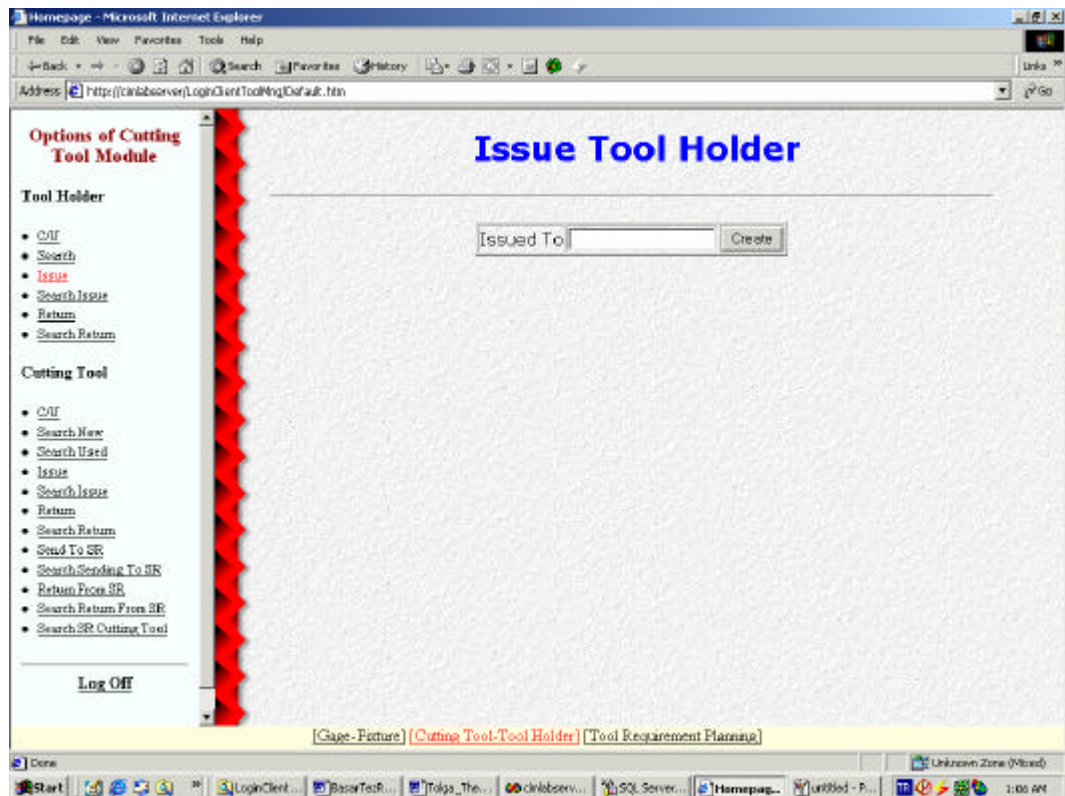 Homepage - Microsoft Internet Explorer
File Edit View Favorites Tools Help
Back Search Favorites History
Links
Address http://cimlabserver/LoginClientToolMng/Default.htm
Go
Options of Cutting
Tool Module
Tool Holder
C/U
Search
Issue
Search Issue
Return
Search Return
Cutting Tool
C/U
Search New
Search Used
Issue
Search Issue
Return
Search Return
Send To SR
Search Sending To SR
Return From SR
Search Return From SR
Search SR Cutting Tool
Log Off
Issue Tool Holder
Issued To Create
[Gage-Fixture] [Cutting Tool-Tool Holder] [Tool Requirement Planning]
Done
Unknown Zone (Mixed)
Start LoginClient... BasarTezR... Tolga_The... cimlabserv... SQL Server... Homepag... untitled - P... TR 1:06 AM